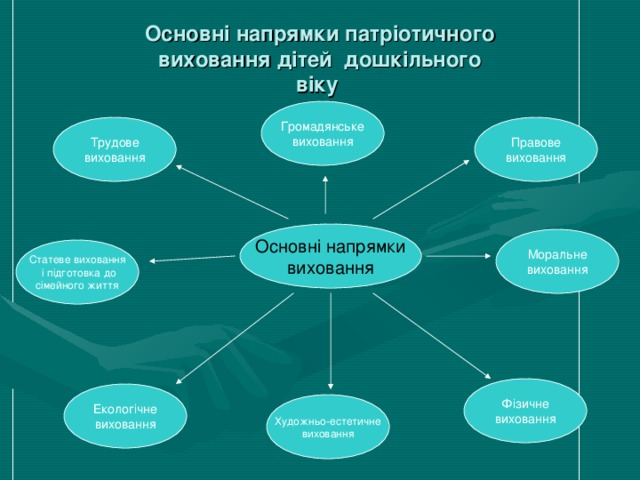 Основні напрямки патріотичного
виховання дітей дошкільного
віку
Громадянське
виховання
Трудове
виховання
Правове
виховання
Основні напрямки
виховання
Статеве виховання
і підготовка до
сімейного життя
Моральне
виховання
Екологічне
виховання
Художньо-естетичне
виховання
Фізичне
виховання